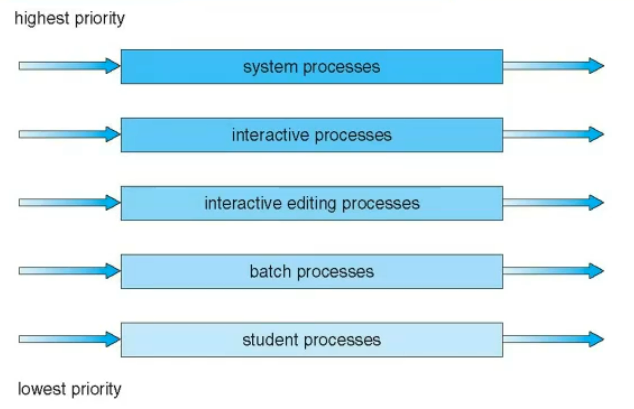 highest priority
system processes
interactive processes
interactive editing processes
batch processes
student processes
lowest priority